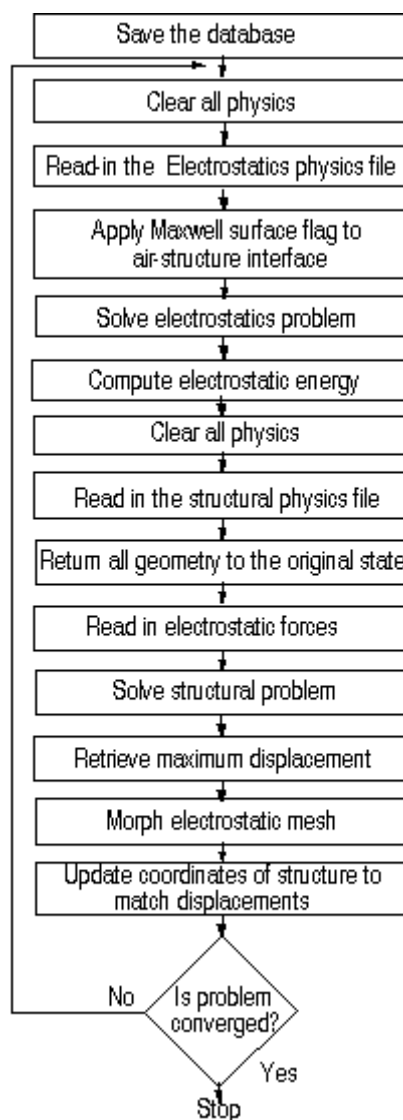 Save the database
Clear all physics
Read-in the Electrostatics physics file
Apply Maxwell surface flag to
air-structure interface
Solve electrostatics problem
Compute electrostatic energy
Clear all physics
Read in the structural physics file
Return all geometry to the original state
Read in electrostatic forces
Solve structural problem
Retrieve maximum displacement
Morph electrostatic mesh
Update coordinates of structure to
match displacements
No
Is problem
converged?
Yes
Stop